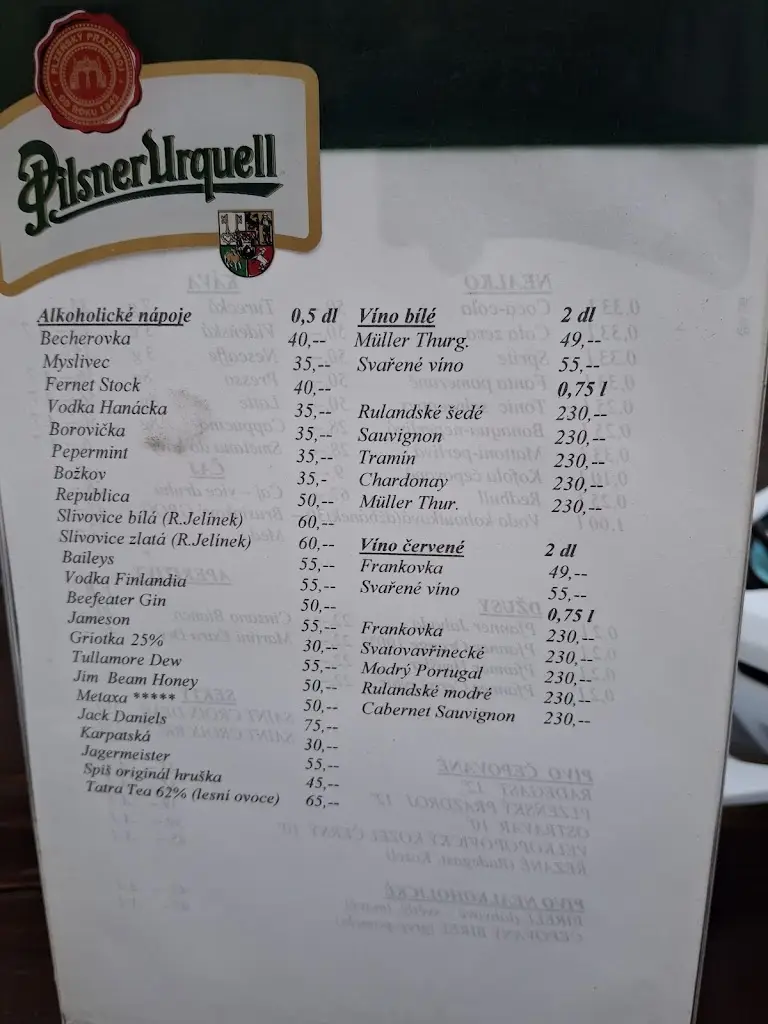 PLZEŇSKÝ PRAZDROJ
OD ROKU 1842
Pilsner Urquell
Alkoholické nápoje 0,5 dl
Becherovka 40,--
Myslivec 35,--
Fernet Stock 40,--
Vodka Hanácka 35,--
Borovička 35,--
Pepermint 35,--
Božkov 35,-
Republica 50,--
Slivovice bílá (R.Jelínek) 60,--
Slivovice zlatá (R.Jelínek) 60,--
Baileys 55,--
Vodka Finlandia 55,--
Beefeater Gin 50,--
Jameson 55,--
Griotka 25% 30,--
Tullamore Dew 55,--
Jim Beam Honey 50,--
Metaxa ***** 50,--
Jack Daniels 75,--
Karpatská 30,--
Jagermeister 55,--
Spiš originál hruška 45,--
Tatra Tea 62% (lesní ovoce) 65,--
Víno bílé 2 dl
Müller Thurg. 49,--
Svařené víno 55,--
0,75 l
Rulandské šedé 230,--
Sauvignon 230,--
Tramín 230,--
Chardonay 230,--
Müller Thur. 230,--
Víno červené 2 dl
Frankovka 49,--
Svařené víno 55,--
0,75 l
Frankovka 230,--
Svatovavřinecké 230,--
Modrý Portugal 230,--
Rulandské modré 230,--
Cabernet Sauvignon 230,--